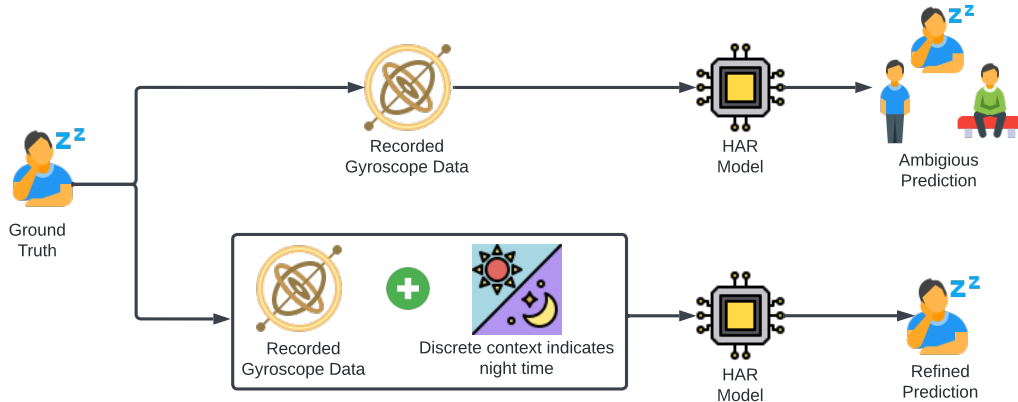 z z
Recorded
Gyroscope Data
HAR
Model
z z
Ambigious
Prediction
z z
Ground
Truth
Recorded
Gyroscope Data
Discrete context indicates
night time
HAR
Model
z z
Refined
Prediction